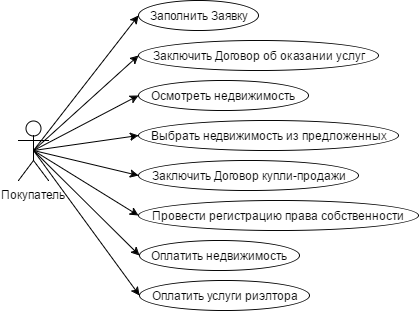 Заполнить Заявку
Заключить Договор об оказании услуг
Осмотреть недвижимость
Выбрать недвижимость из предложенных
Заключить Договор купли-продажи
Покупатель
Провести регистрацию права собственности
Оплатить недвижимость
Оплатить услуги риэлтора